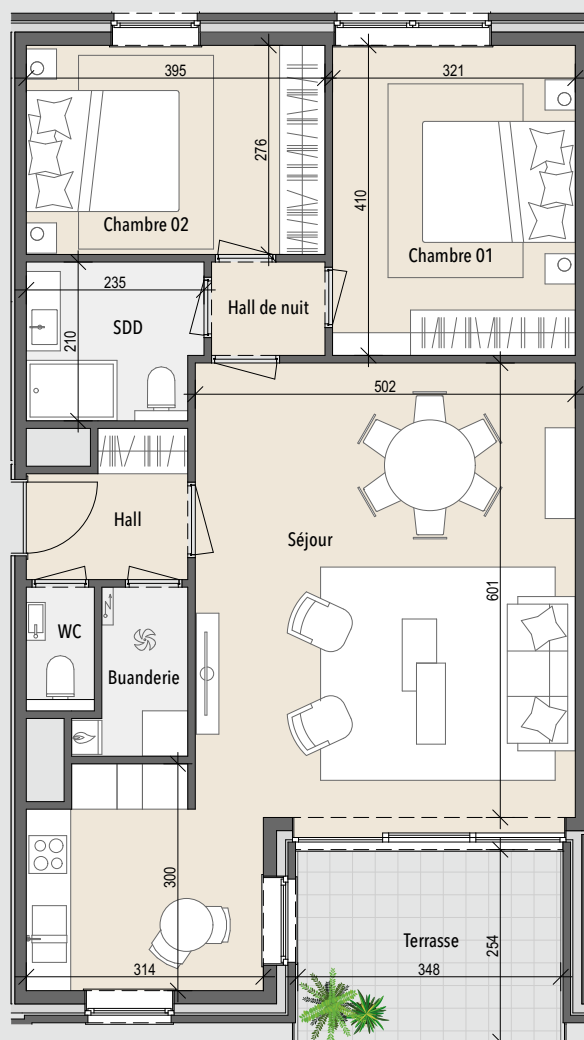 395
321
276
410
Chambre 02
Chambre 01
235
Hall de nuit
SDD
210
502
Séjour
Hall
601
WC
Buanderie
300
Terrasse
254
314
348